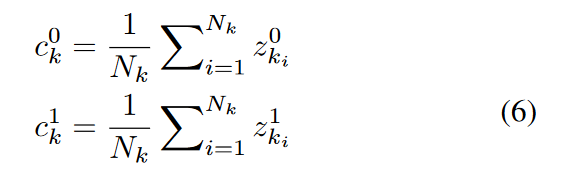 $c_k^0 = \frac{1}{N_k} \sum_{i=1}^{N_k} z_{k_i}^0$
$c_k^1 = \frac{1}{N_k} \sum_{i=1}^{N_k} z_{k_i}^1$ (6)